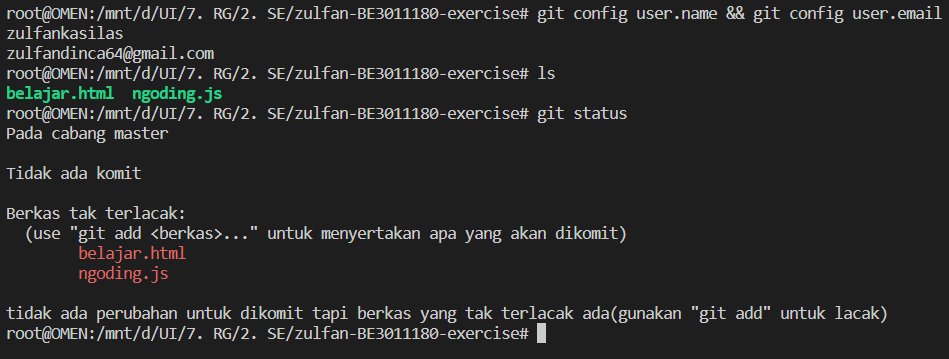 root@OMEN:/mnt/d/UI/7. RG/2. SE/zulfan-BE3011180-exercise# git config user.name && git config user.email
zulfankasilas
zulfandinca64@gmail.com
root@OMEN:/mnt/d/UI/7. RG/2. SE/zulfan-BE3011180-exercise# ls
belajar.html  ngoding.js
root@OMEN:/mnt/d/UI/7. RG/2. SE/zulfan-BE3011180-exercise# git status
Pada cabang master
Tidak ada komit
Berkas tak terlacak:
  (use "git add <berkas>..." untuk menyertakan apa yang akan dikomit)
        belajar.html
        ngoding.js
tidak ada perubahan untuk dikomit tapi berkas yang tak terlacak ada(gunakan "git add" untuk lacak)
root@OMEN:/mnt/d/UI/7. RG/2. SE/zulfan-BE3011180-exercise#